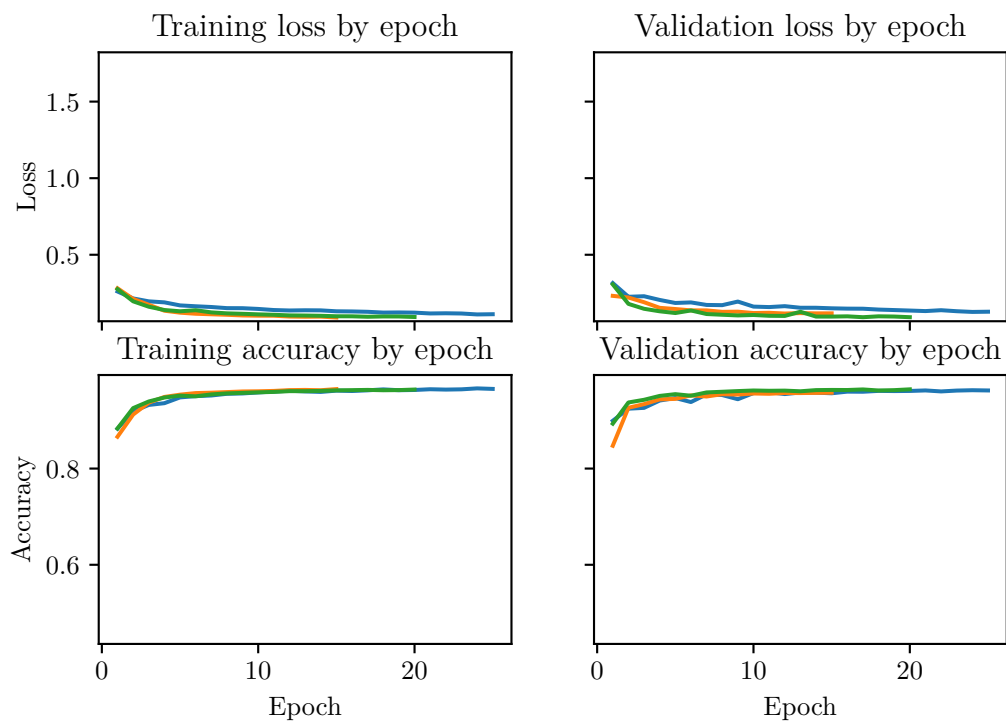 Training loss by epoch
Validation loss by epoch
1.5
1.0
0.5
Loss
Training accuracy by epoch
Validation accuracy by epoch
0.8
0.6
Accuracy
0
10
20
0
10
20
Epoch
Epoch